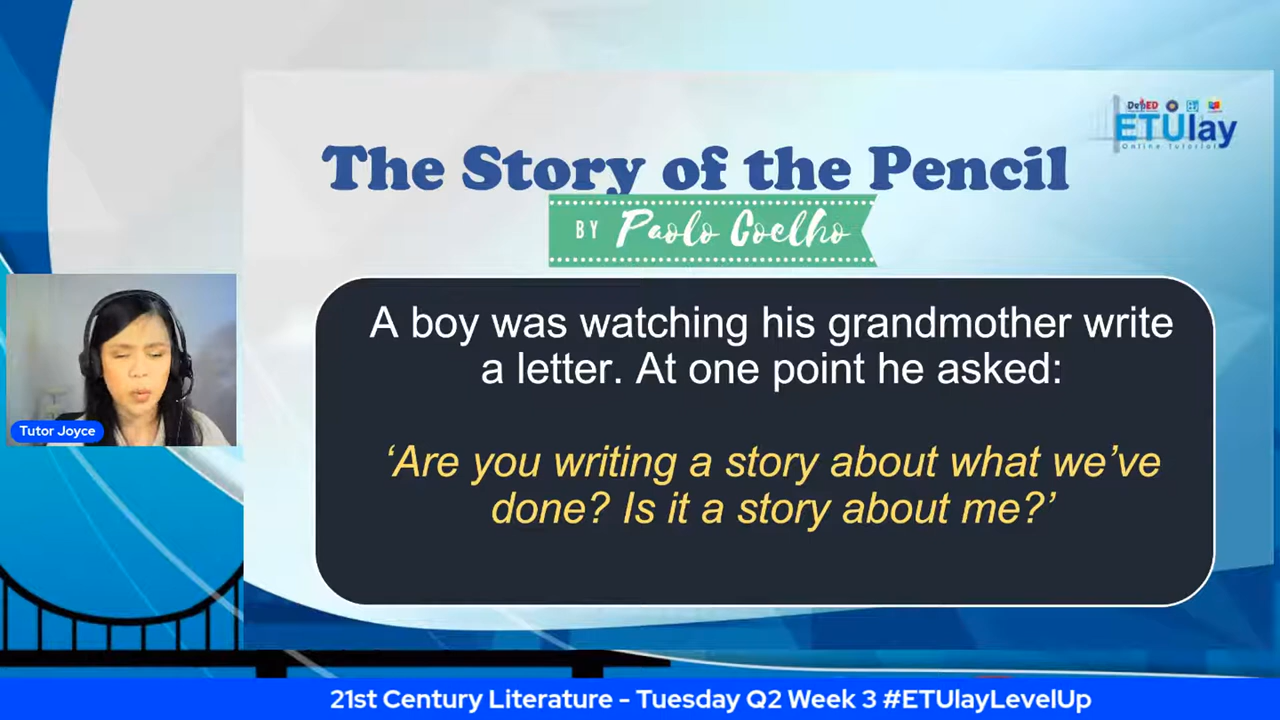 DepED
ETUlay
Online Tutorial
The Story of the Pencil
BY Paolo Coelho
A boy was watching his grandmother write
a letter. At one point he asked:
‘Are you writing a story about what we’ve
done? Is it a story about me?’
Tutor Joyce
21st Century Literature - Tuesday Q2 Week 3 #ETUlayLevelUp